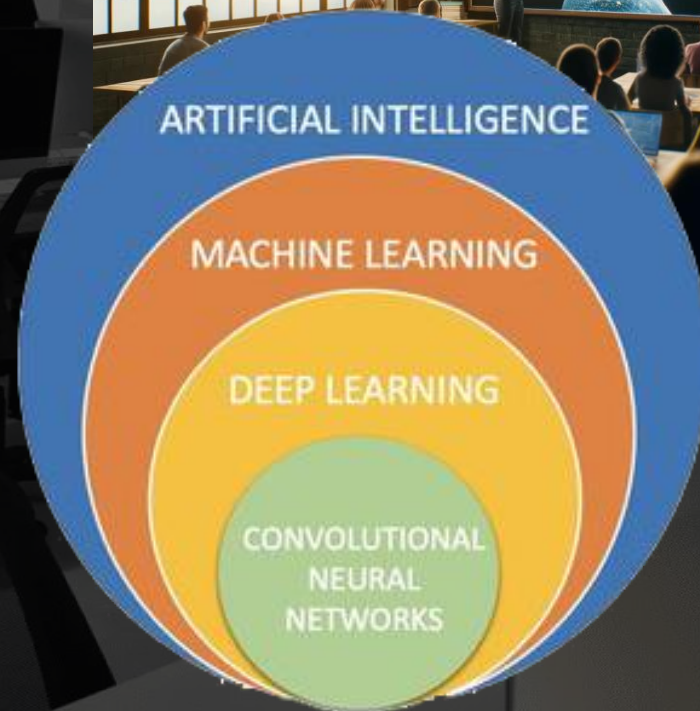 ARTIFICIAL INTELLIGENCE
MACHINE LEARNING
DEEP LEARNING
CONVOLUTIONAL
NEURAL
NETWORKS